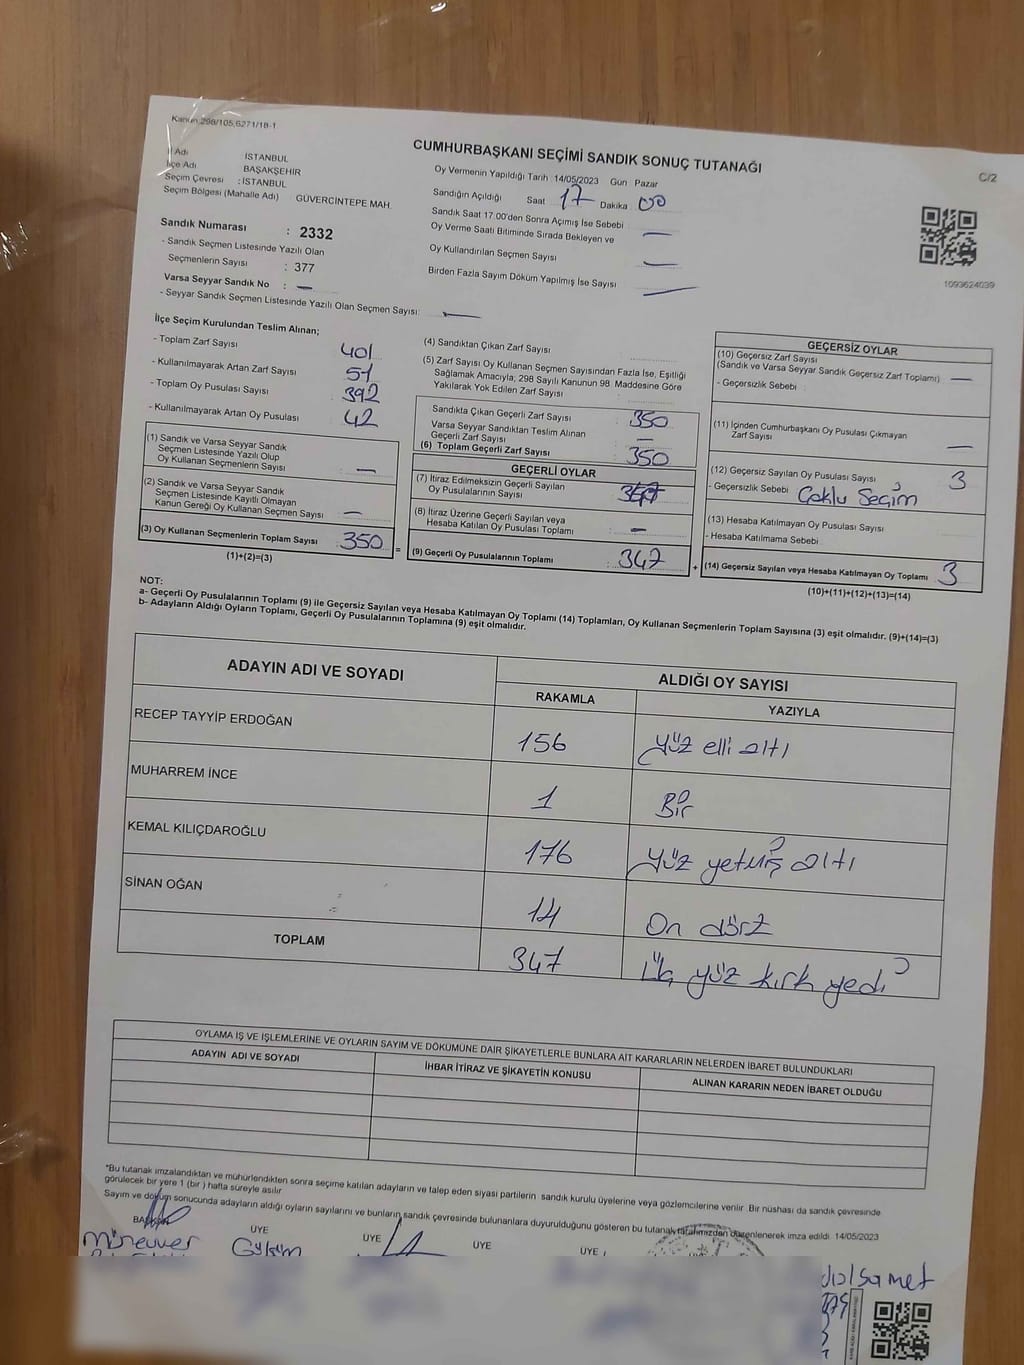 Kanun:298/105,6271/18-1
CUMHURBAŞKANI SEÇİMİ SANDIK SONUÇ TUTANAĞI
C/2
İl Adı İSTANBUL
İlçe Adı BAŞAKŞEHİR
Seçim Çevresi : İSTANBUL
Seçim Bölgesi (Mahalle Adı) GÜVERCİNTEPE MAH.
Oy Vermenin Yapıldığı Tarih 14/05/2023 Gün Pazar
Sandığın Açıldığı Saat 17 Dakika 00
Sandık Saat 17.00'den Sonra Açımış İse Sebebi
Oy Verme Saati Bitiminde Sırada Bekleyen ve —
Oy Kullandırılan Seçmen Sayısı —
Birden Fazla Sayım Döküm Yapılmış İse Sayısı —
1093624039
Sandık Numarası : 2332
- Sandık Seçmen Listesinde Yazılı Olan
Seçmenlerin Sayısı : 377
Varsa Seyyar Sandık No : —
- Seyyar Sandık Seçmen Listesinde Yazılı Olan Seçmen Sayısı: —
İlçe Seçim Kurulundan Teslim Alınan;
- Toplam Zarf Sayısı 401
- Kullanılmayarak Artan Zarf Sayısı 51
- Toplam Oy Pusulası Sayısı 392
- Kullanılmayarak Artan Oy Pusulası 42
(1) Sandık ve Varsa Seyyar Sandık
Seçmen Listesinde Yazılı Olup
Oy Kullanan Seçmenlerin Sayısı —
(2) Sandık ve Varsa Seyyar Sandık
Seçmen Listesinde Kayıtlı Olmayan
Kanun Gereği Oy Kullanan Seçmen Sayısı —
(3) Oy Kullanan Seçmenlerin Toplam Sayısı 350 =
(1)+(2)=(3)
(4) Sandıktan Çıkan Zarf Sayısı
(5) Zarf Sayısı Oy Kullanan Seçmen Sayısından Fazla İse, Eşitliği
Sağlamak Amacıyla; 298 Sayılı Kanunun 98. Maddesine Göre
Yakılarak Yok Edilen Zarf Sayısı
Sandıkta Çıkan Geçerli Zarf Sayısı 350
Varsa Seyyar Sandıktan Teslim Alınan
Geçerli Zarf Sayısı —
(6) Toplam Geçerli Zarf Sayısı 350
GEÇERLİ OYLAR
(7) İtiraz Edilmeksizin Geçerli Sayılan
Oy Pusulalarının Sayısı 347
(8) İtiraz Üzerine Geçerli Sayılan veya
Hesaba Katılan Oy Pusulası Toplamı —
(9) Geçerli Oy Pusulalarının Toplamı : 347 +
GEÇERSİZ OYLAR
(10) Geçersiz Zarf Sayısı
(Sandık ve Varsa Seyyar Sandık Geçersiz Zarf Toplamı) —
- Geçersizlik Sebebi :
(11) İçinden Cumhurbaşkanı Oy Pusulası Çıkmayan
Zarf Sayısı —
(12) Geçersiz Sayılan Oy Pusulası Sayısı 3
- Geçersizlik Sebebi Çoklu Seçim
(13) Hesaba Katılmayan Oy Pusulası Sayısı
- Hesaba Katılmama Sebebi
(14) Geçersiz Sayılan veya Hesaba Katılmayan Oy Toplamı 3
(10)+(11)+(12)+(13)=(14)
NOT:
a- Geçerli Oy Pusulalarının Toplamı (9) ile Geçersiz Sayılan veya Hesaba Katılmayan Oy Toplamı (14) Toplamları, Oy Kullanan Seçmenlerin Toplam Sayısına (3) eşit olmalıdır. (9)+(14)=(3)
b- Adayların Aldığı Oyların Toplamı, Geçerli Oy Pusulalarının Toplamına (9) eşit olmalıdır.
ADAYIN ADI VE SOYADI ALDIĞI OY SAYISI
RAKAMLA YAZIYLA
RECEP TAYYİP ERDOĞAN 156 yüz elli altı
MUHARREM İNCE 1 Bir
KEMAL KILIÇDAROĞLU 176 yüz yetmiş altı
SİNAN OĞAN 14 On dört
TOPLAM 347 Üç yüz kırk yedi
OYLAMA İŞ VE İŞLEMLERİNE VE OYLARIN SAYIM VE DÖKÜMÜNE DAİR ŞİKAYETLERLE BUNLARA AİT KARARLARIN NELERDEN İBARET BULUNDUKLARI
ADAYIN ADI VE SOYADI İHBAR İTİRAZ VE ŞİKAYETİN KONUSU ALINAN KARARIN NEDEN İBARET OLDUĞU
*Bu tutanak imzalandıktan ve mühürlendikten sonra seçime katılan adayların ve talep eden siyasi partilerin sandık kurulu üyelerine veya gözlemcilerine verilir. Bir nüshası da sandık çevresinde
görülecek bir yere 1 (bir ) hafta süreyle asılır
Sayım ve döküm sonucunda adayların aldığı oyların sayılarını ve bunların sandık çevresinde bulunanlara duyurulduğunu gösteren bu tutanak tarafımızdan düzenlenerek imza edildi. 14/05/2023
BAŞKAN ÜYE ÜYE ÜYE ÜYE
Münevver Gülsüm